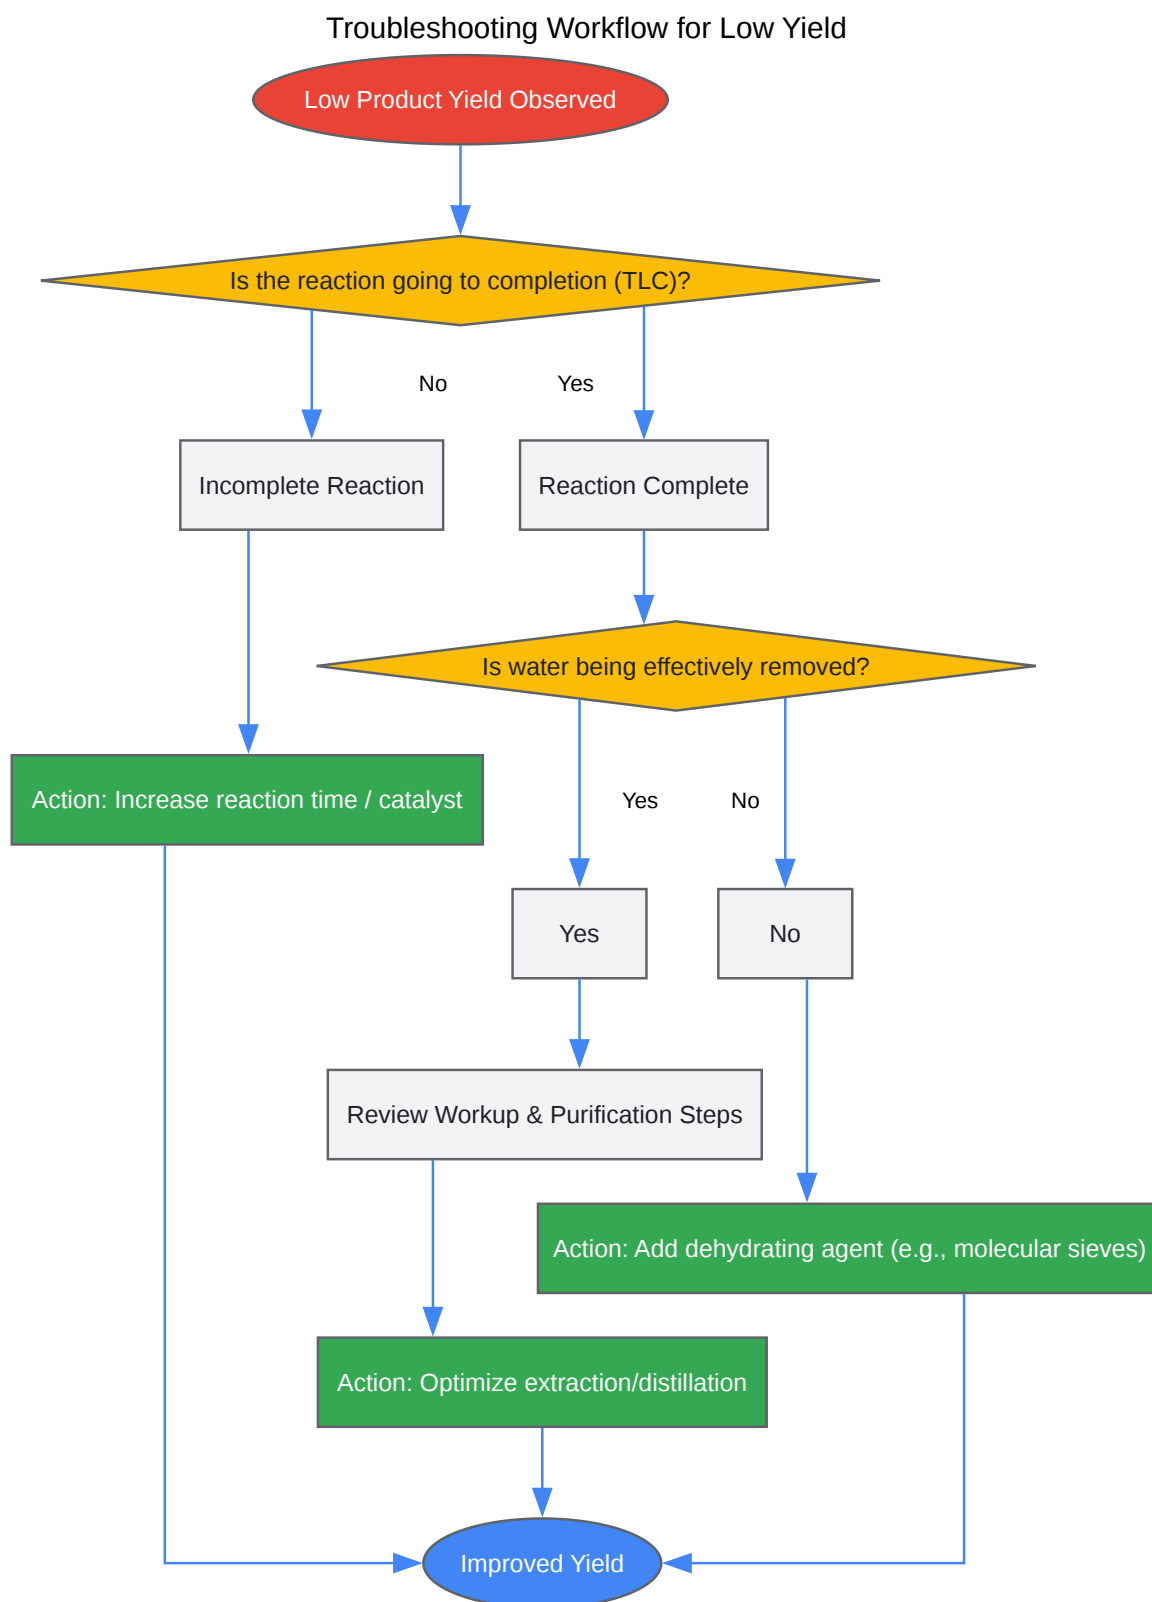 Troubleshooting Workflow for Low Yield
Low Product Yield Observed
Is the reaction going to completion (TLC)?
No
Yes
Incomplete Reaction
Reaction Complete
Is water being effectively removed?
Action: Increase reaction time / catalyst
Yes
No
Yes
No
Review Workup & Purification Steps
Action: Add dehydrating agent (e.g., molecular sieves)
Action: Optimize extraction/distillation
Improved Yield